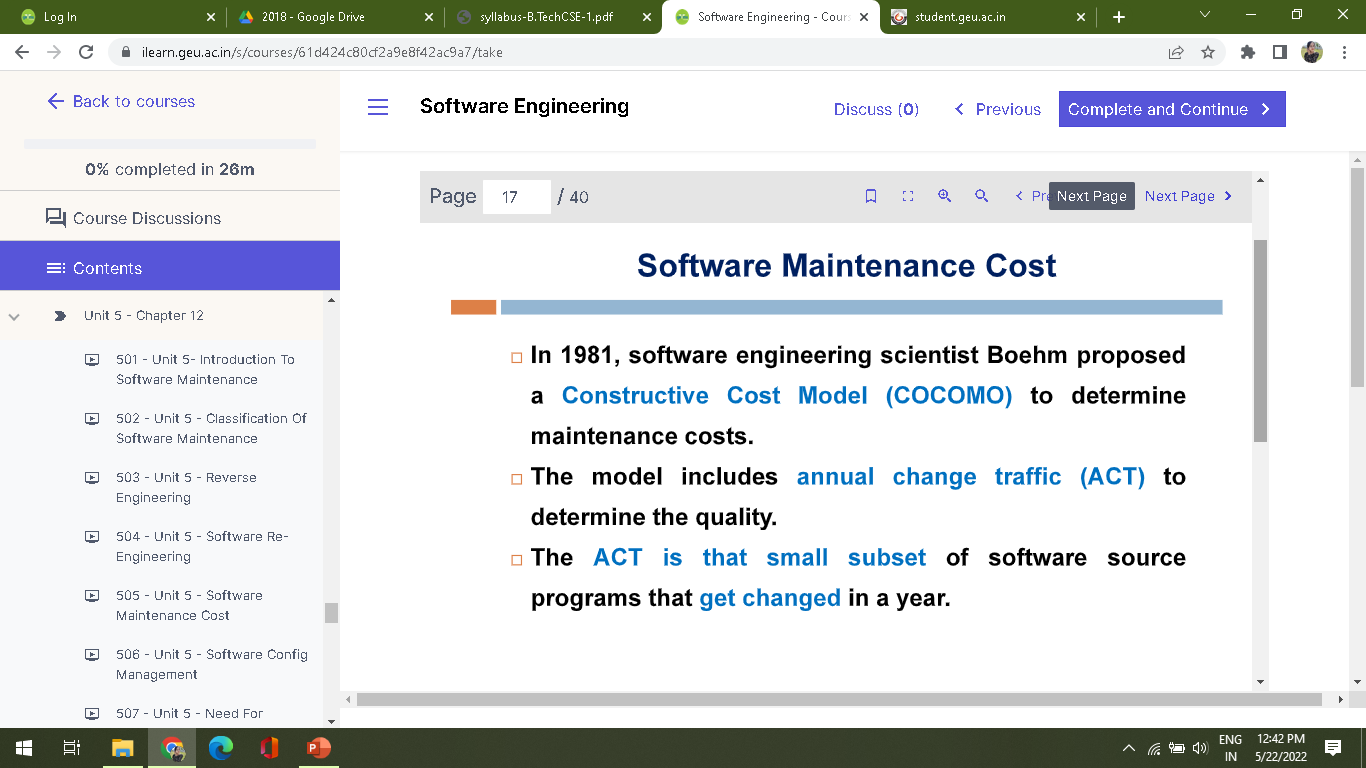 Log In
2018 - Google Drive
syllabus-B.TechCSE-1.pdf
Software Engineering - Cours
student.geu.ac.in
ilearn.geu.ac.in/s/courses/61d424c80cf2a9e8f42ac9a7/take
Back to courses
0% completed in 26m
Course Discussions
Contents
Unit 5 - Chapter 12
501 - Unit 5- Introduction To
Software Maintenance
502 - Unit 5 - Classification Of
Software Maintenance
503 - Unit 5 - Reverse
Engineering
504 - Unit 5 - Software Re-
Engineering
505 - Unit 5 - Software
Maintenance Cost
506 - Unit 5 - Software Config
Management
507 - Unit 5 - Need For
Software Engineering
Discuss (0)
Previous
Complete and Continue
Page 17 / 40
Pre
Next Page
Next Page
Software Maintenance Cost
In 1981, software engineering scientist Boehm proposed
a Constructive Cost Model (COCOMO) to determine
maintenance costs.
The model includes annual change traffic (ACT) to
determine the quality.
The ACT is that small subset of software source
programs that get changed in a year.
ENG
IN
12:42 PM
5/22/2022